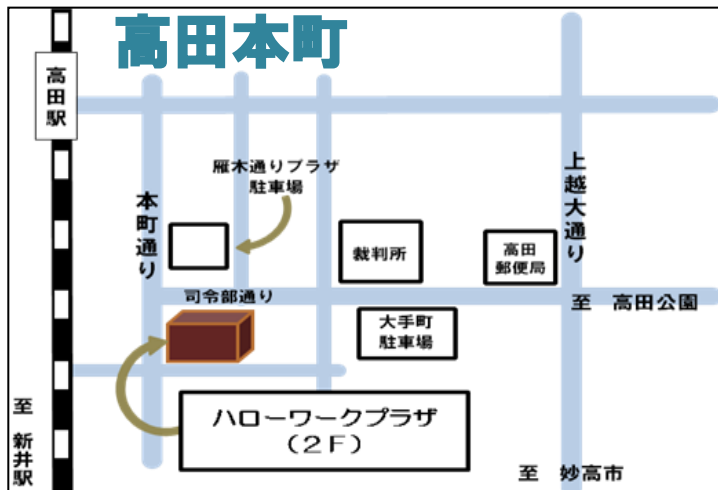 高田本町
高田駅
雁木通りプラザ
駐車場
本町通り
上越大通り
裁判所
高田
郵便局
司令部通り
至　高田公園
大手町
駐車場
ハローワークプラザ
（２Ｆ）
至　新井駅
至　妙高市